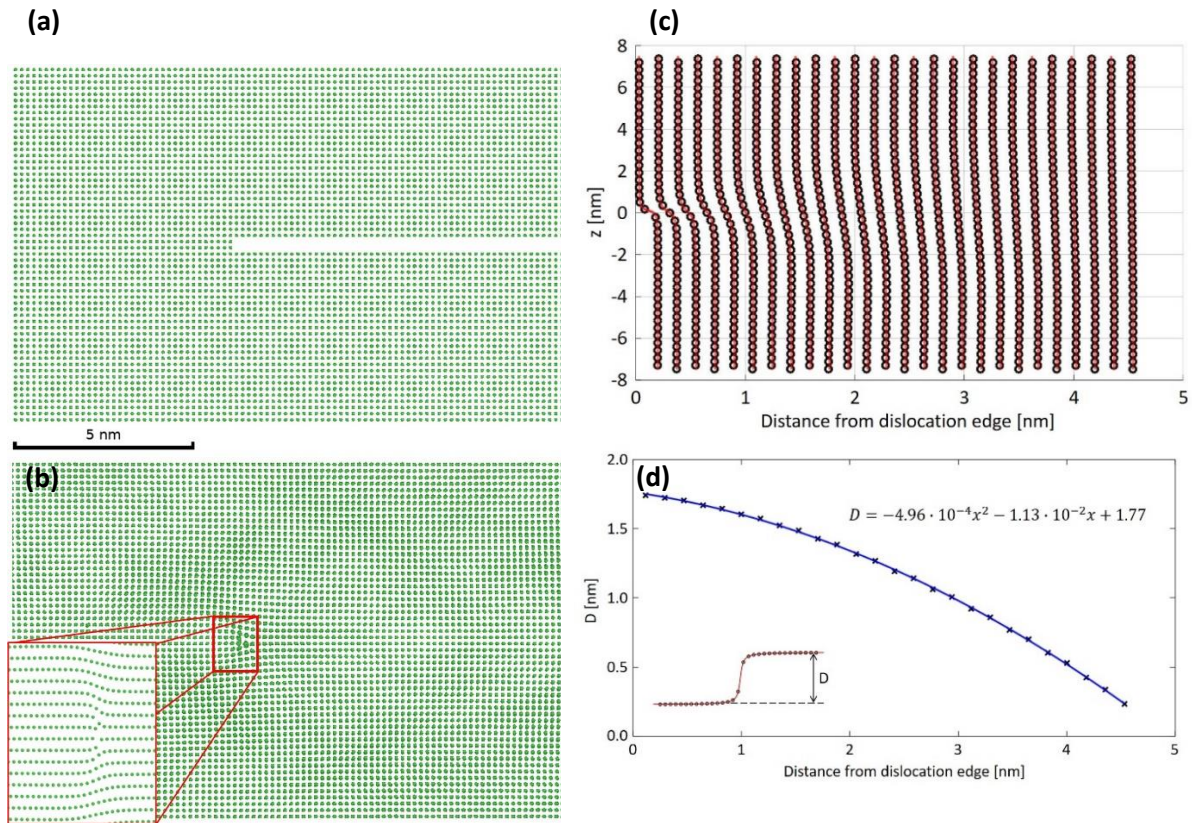 (a)
5 nm
(b)
(c)
8
6
4
2
0
-2
-4
-6
-8
z [nm]
0 1 2 3 4 5
Distance from dislocation edge [nm]
(d)
2.0
1.5
1.0
0.5
0.0
D [nm]
D = −4.96 · 10⁻⁴x² − 1.13 · 10⁻²x + 1.77
D
0 1 2 3 4 5
Distance from dislocation edge [nm]